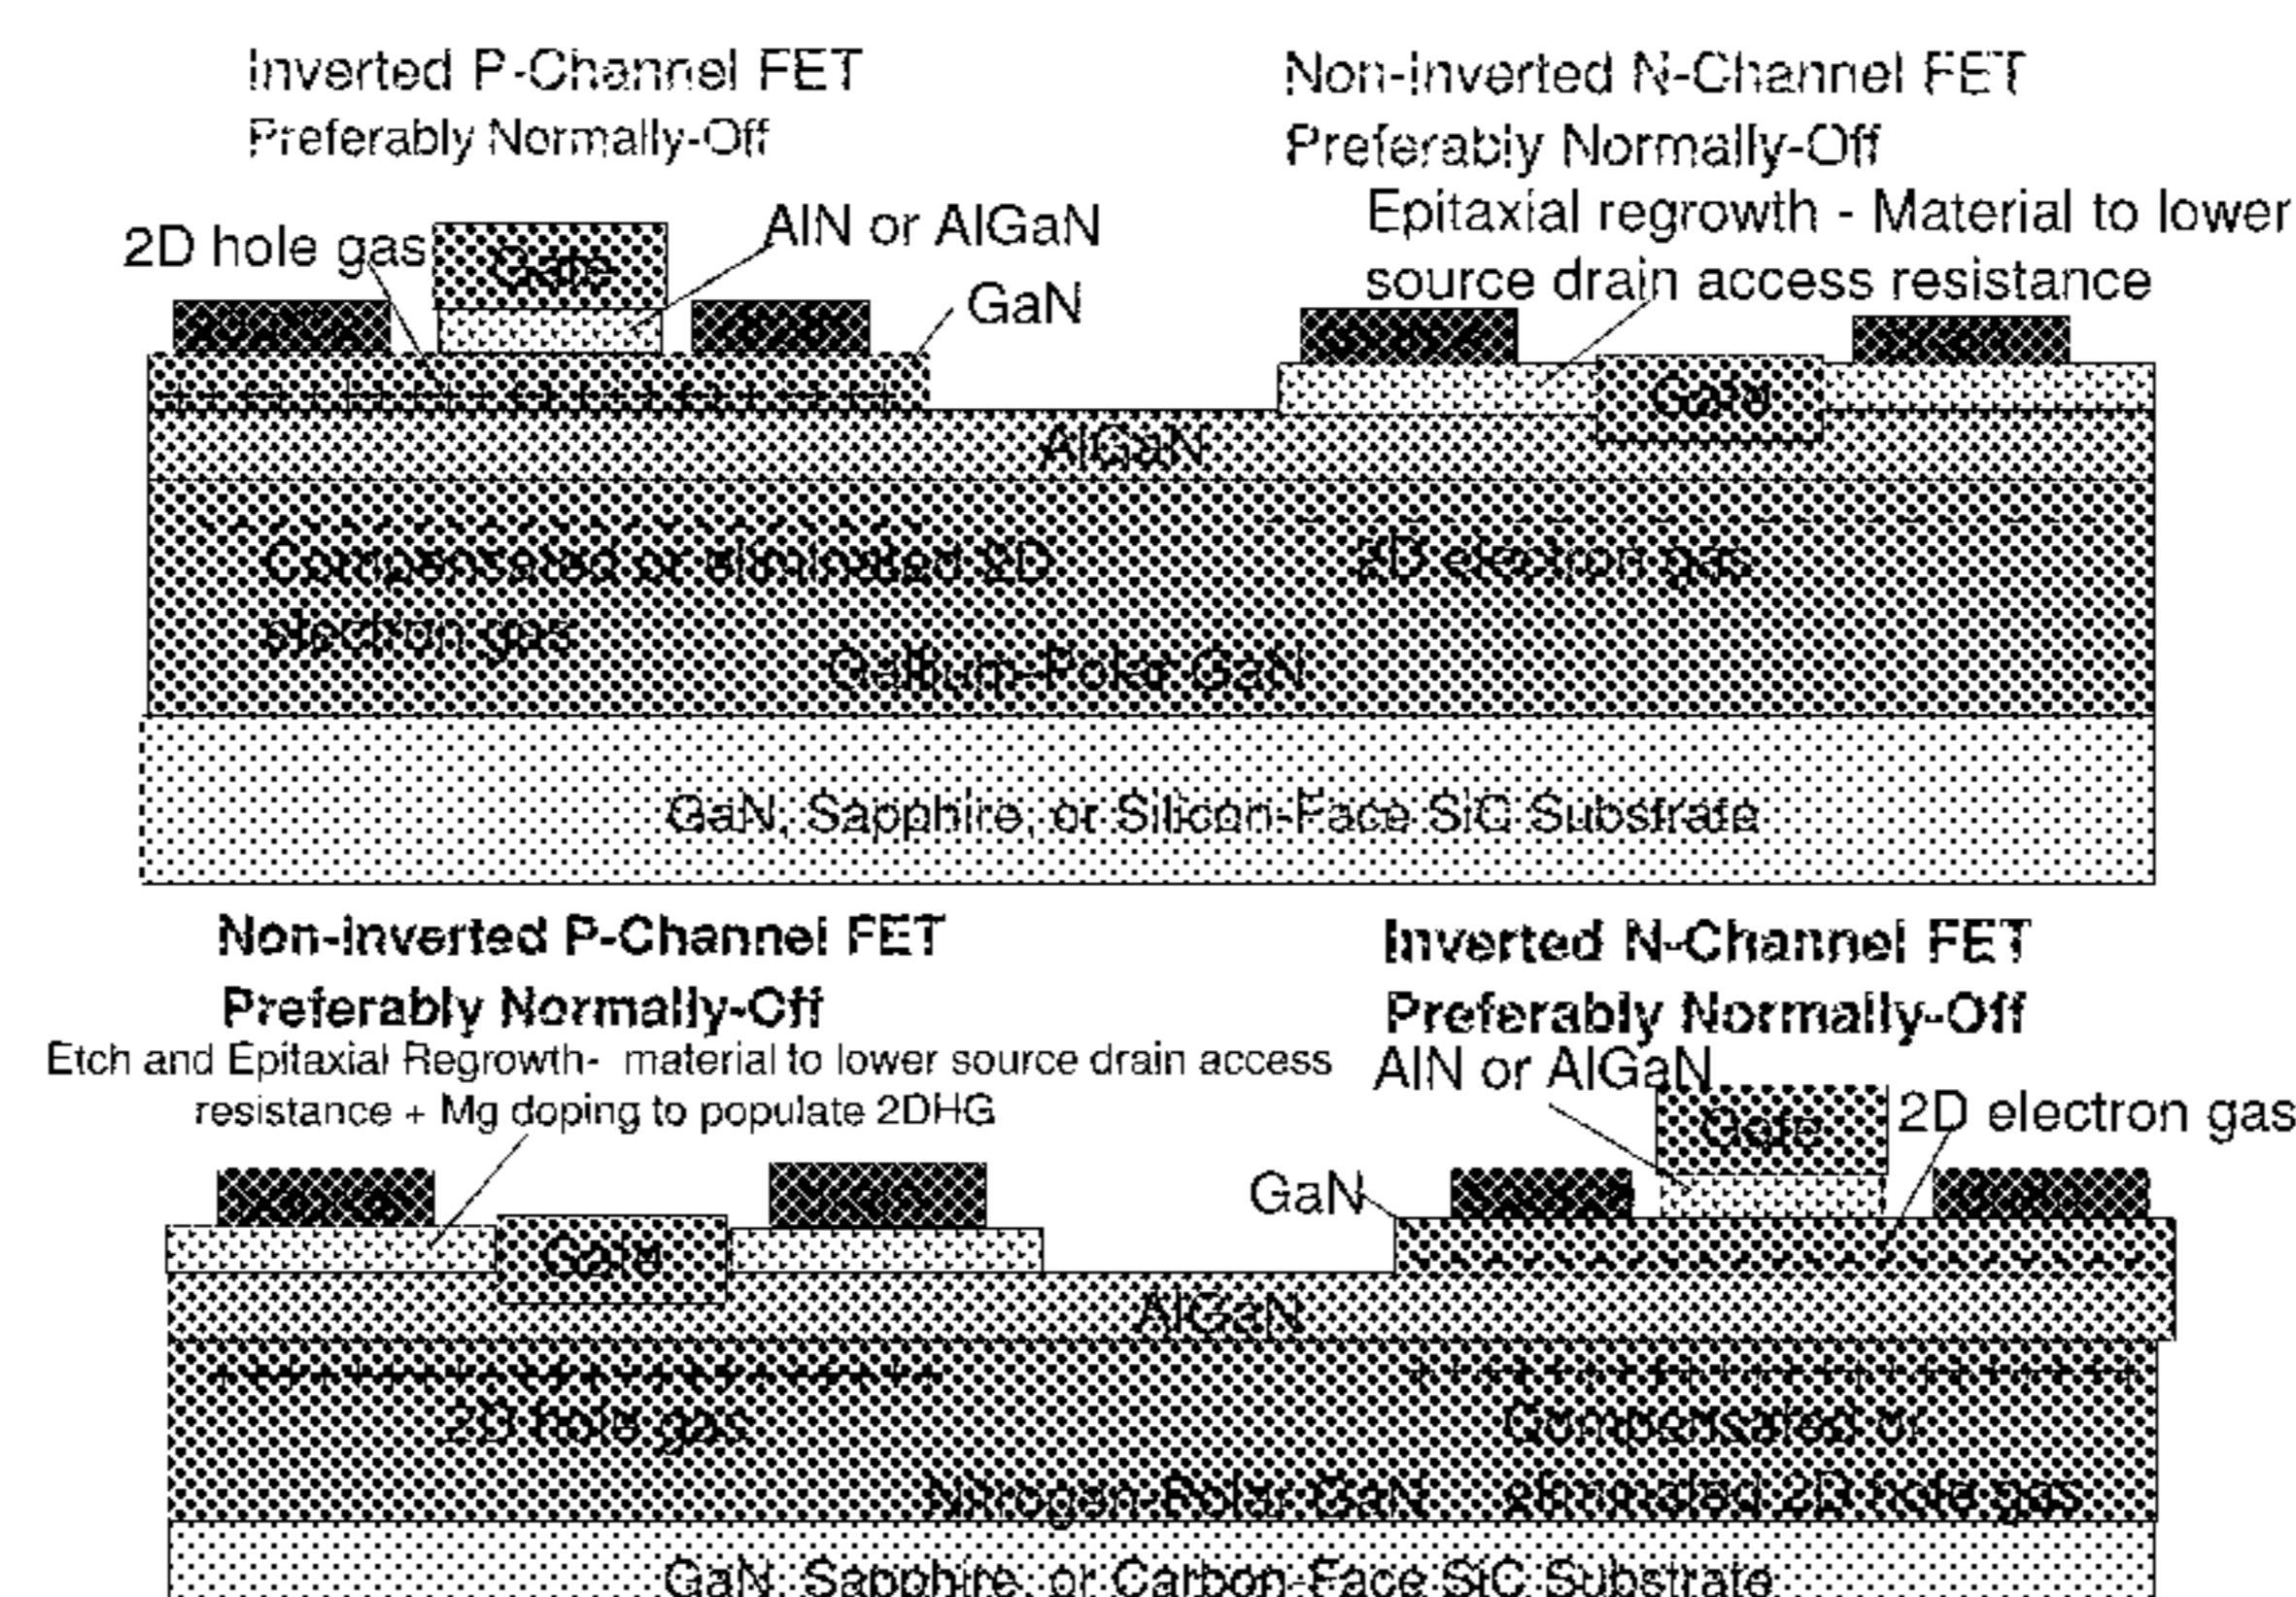 Inverted P-Channel FET
Preferably Normally-Off
Non-Inverted N-Channel FET
Preferably Normally-Off
Epitaxial regrowth - Material to lower
source drain access resistance
2D hole gas
Gate
AlN or AlGaN
GaN
Gate
AlGaN
Compensated or eliminated 2D
electron gas
2D electron gas
Gallium-Polar GaN
GaN, Sapphire, or Silicon-Face SiC Substrate
Non-Inverted P-Channel FET
Preferably Normally-Off
Etch and Epitaxial Regrowth- material to lower source drain access
resistance + Mg doping to populate 2DHG
Inverted N-Channel FET
Preferably Normally-Off
AlN or AlGaN
Gate
2D electron gas
GaN
Source
Drain
Gate
AlGaN
2D hole gas
Compensated or
eliminated 2D hole gas
Nitrogen-Polar GaN
GaN, Sapphire, or Carbon-Face SiC Substrate